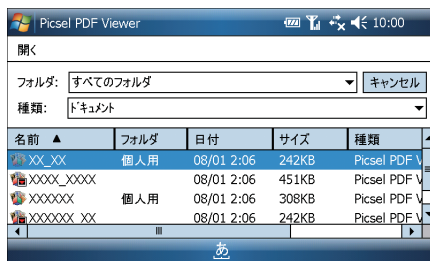 Picsel PDF Viewer 10:00
開く
フォルダ: すべてのフォルダ キャンセル
種類: ﾄﾞｷｭﾒﾝﾄ
名前 ▲ フォルダ 日付 サイズ 種類
XX_XX 個人用 08/01 2:06 242KB Picsel PDF V
XXXX_XXXX 08/01 2:06 451KB Picsel PDF V
XXXXXX 個人用 08/01 2:06 308KB Picsel PDF V
XXXXXX XX 08/01 2:06 242KB Picsel PDF V
あ